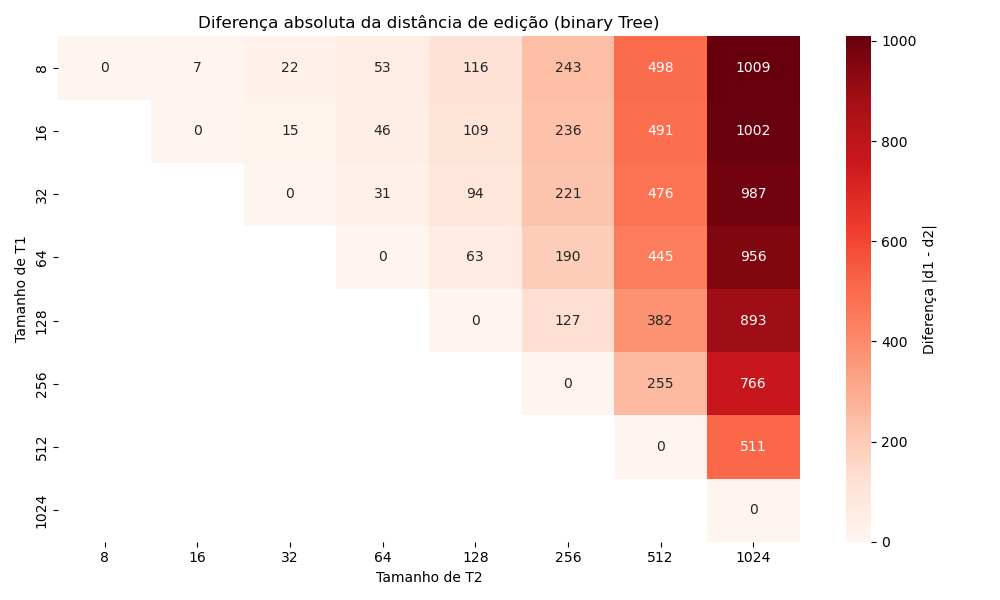 Diferença absoluta da distância de edição (binary Tree)
8 0 7 22 53 116 243 498 1009
16 0 15 46 109 236 491 1002
32 0 31 94 221 476 987
64 0 63 190 445 956
128 0 127 382 893
256 0 255 766
512 0 511
1024 0
8 16 32 64 128 256 512 1024
Tamanho de T1
Tamanho de T2
1000
800
600
400
200
0
Diferença |d1 - d2|